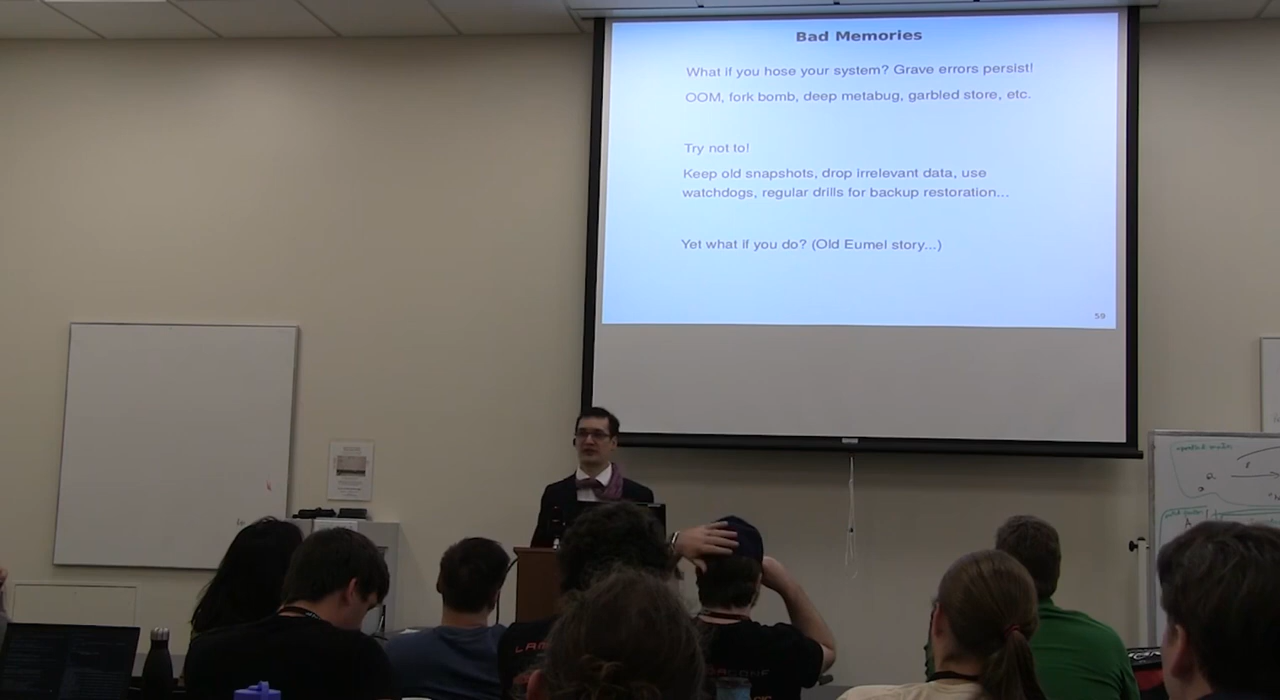 Bad Memories
What if you hose your system? Grave errors persist!
OOM, fork bomb, deep metabug, garbled store, etc.
Try not to!
Keep old snapshots, drop irrelevant data, use
watchdogs, regular drills for backup restoration...
Yet what if you do? (Old Eumel story...)
59